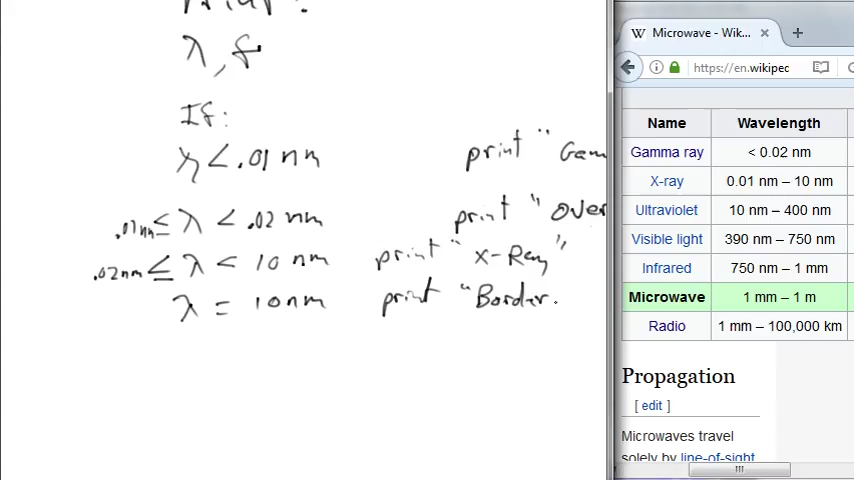 λ, f
If:
λ < .01 nm print "Gam
.01nm ≤ λ < .02 nm print "Over
.02nm ≤ λ < 10 nm print "X-Ray"
λ = 10nm print "Border.
Microwave - Wik...
https://en.wikipec
Name Wavelength
Gamma ray < 0.02 nm
X-ray 0.01 nm – 10 nm
Ultraviolet 10 nm – 400 nm
Visible light 390 nm – 750 nm
Infrared 750 nm – 1 mm
Microwave 1 mm – 1 m
Radio 1 mm – 100,000 km
Propagation
[ edit ]
Microwaves travel
solely by line-of-sight